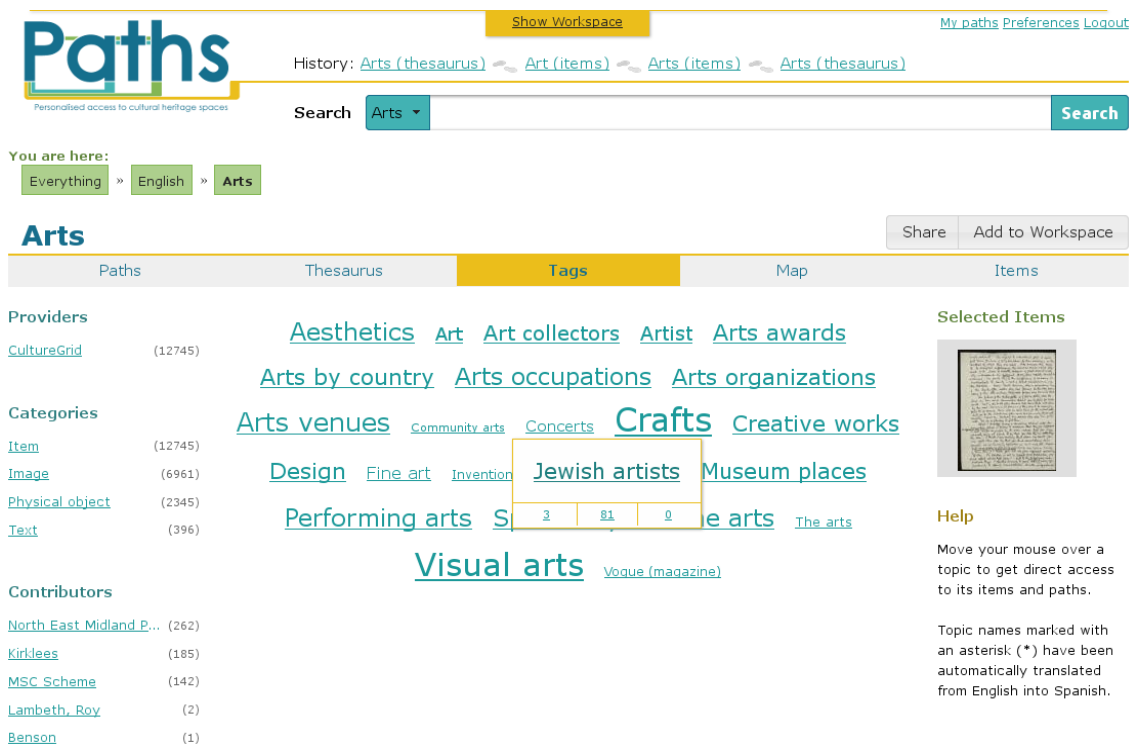 Show Workspace
My paths Preferences Logout
Paths
Personalised access to cultural heritage spaces
History: Arts (thesaurus) Art (items) Arts (items) Arts (thesaurus)
Search Arts Search
You are here:
Everything » English » Arts
Arts
Share Add to Workspace
Paths Thesaurus Tags Map Items
Providers
CultureGrid (12745)
Categories
Item (12745)
Image (6961)
Physical object (2345)
Text (396)
Contributors
North East Midland P... (262)
Kirklees (185)
MSC Scheme (142)
Lambeth, Roy (2)
Benson (1)
Aesthetics Art Art collectors Artist Arts awards
Arts by country Arts occupations Arts organizations
Arts venues Community arts Concerts Crafts Creative works
Design Fine art Invention Jewish artists Museum places
3 81 0
Performing arts arts The arts
Visual arts Vogue (magazine)
Selected Items
Help
Move your mouse over a
topic to get direct access
to its items and paths.
Topic names marked with
an asterisk (*) have been
automatically translated
from English into Spanish.